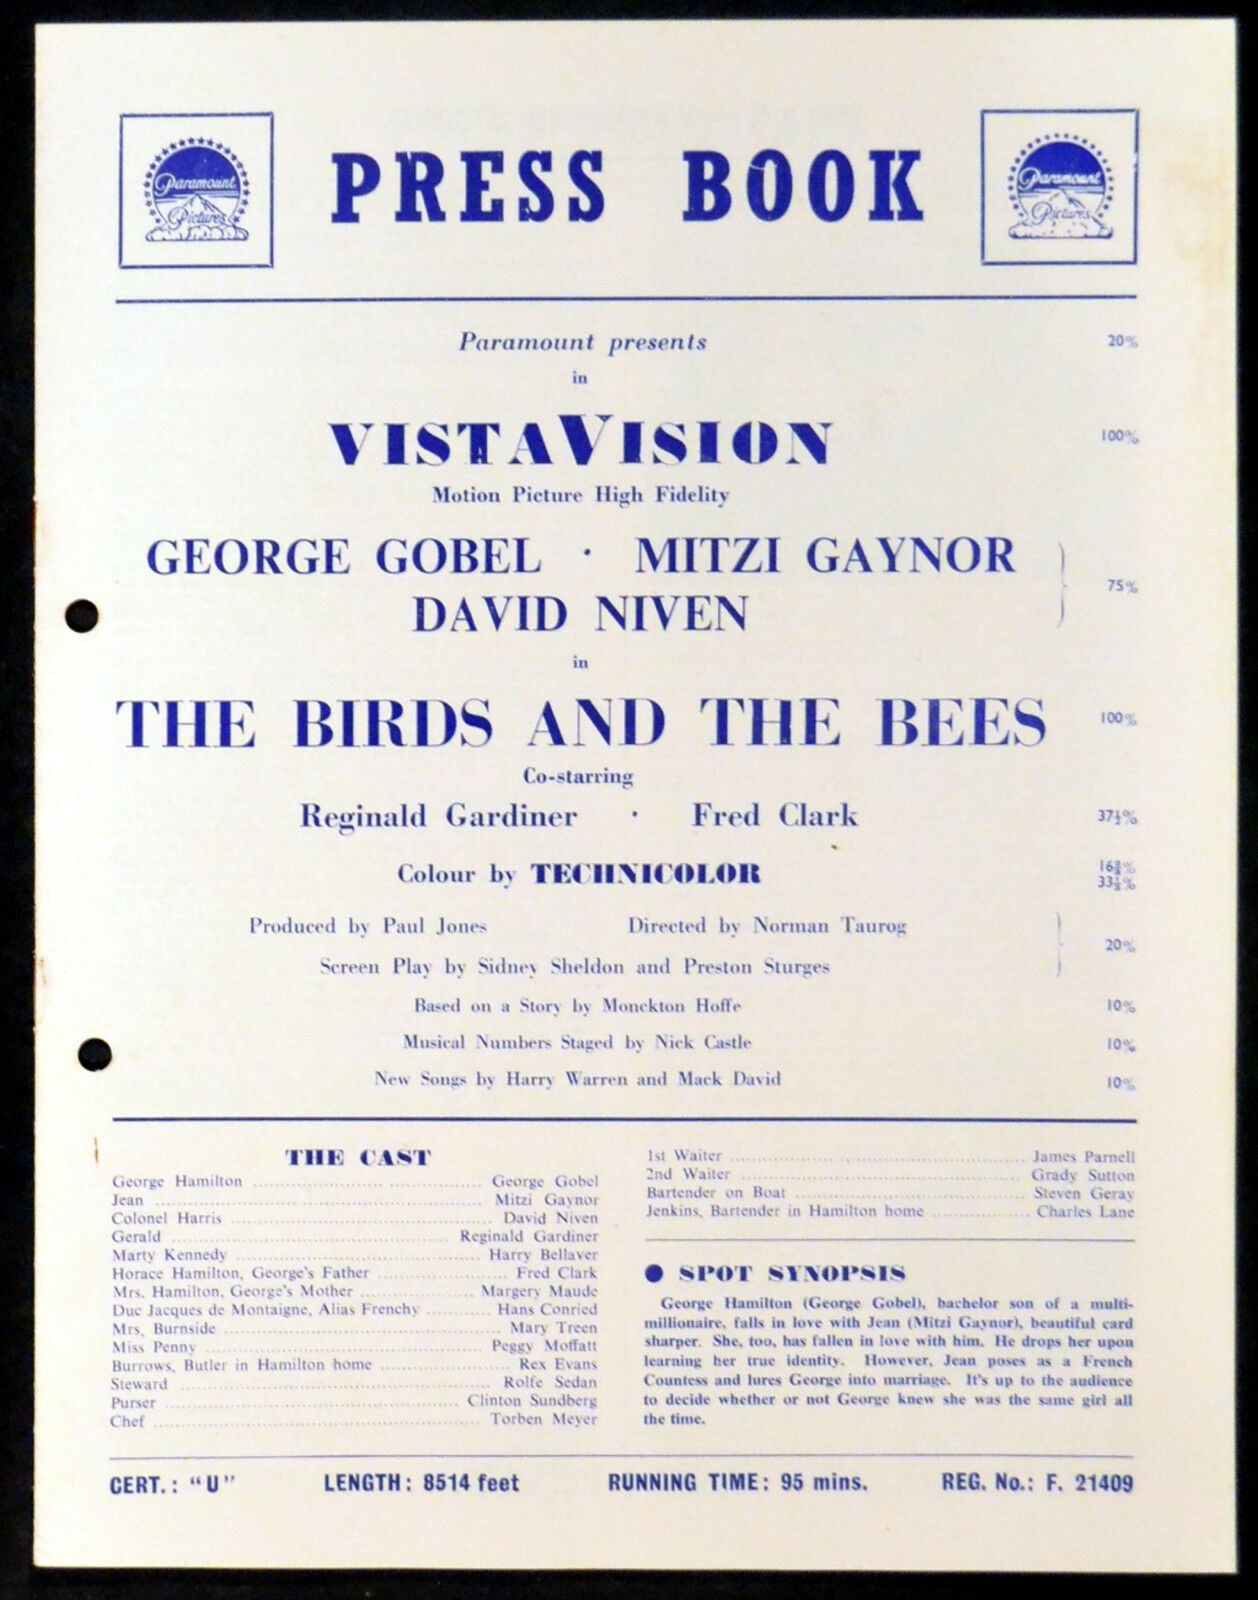 Paramount Pictures
PRESS BOOK
Paramount Pictures
Paramount presents 20%
in
VISTAVISION 100%
Motion Picture High Fidelity
GEORGE GOBEL · MITZI GAYNOR
DAVID NIVEN 75%
in
THE BIRDS AND THE BEES 100%
Co-starring
Reginald Gardiner · Fred Clark 37½%
Colour by TECHNICOLOR 16⅔% 33⅓%
Produced by Paul Jones Directed by Norman Taurog
20%
Screen Play by Sidney Sheldon and Preston Sturges
Based on a Story by Monckton Hoffe 10%
Musical Numbers Staged by Nick Castle 10%
New Songs by Harry Warren and Mack David 10%
THE CAST
George Hamilton ........ George Gobel
Jean ........ Mitzi Gaynor
Colonel Harris ........ David Niven
Gerald ........ Reginald Gardiner
Marty Kennedy ........ Harry Bellaver
Horace Hamilton, George's Father ........ Fred Clark
Mrs. Hamilton, George's Mother ........ Margery Maude
Duc Jacques de Montaigne, Alias Frenchy ........ Hans Conried
Mrs. Burnside ........ Mary Treen
Miss Penny ........ Peggy Moffatt
Burrows, Butler in Hamilton home ........ Rex Evans
Steward ........ Rolfe Sedan
Purser ........ Clinton Sundberg
Chef ........ Torben Meyer
1st Waiter ........ James Parnell
2nd Waiter ........ Grady Sutton
Bartender on Boat ........ Steven Geray
Jenkins, Bartender in Hamilton home ........ Charles Lane
● SPOT SYNOPSIS
George Hamilton (George Gobel), bachelor son of a multi-
millionaire, falls in love with Jean (Mitzi Gaynor), beautiful card
sharper. She, too, has fallen in love with him. He drops her upon
learning her true identity. However, Jean poses as a French
Countess and lures George into marriage. It's up to the audience
to decide whether or not George knew she was the same girl all
the time.
CERT.: "U" LENGTH: 8514 feet RUNNING TIME: 95 mins. REG. No.: F. 21409